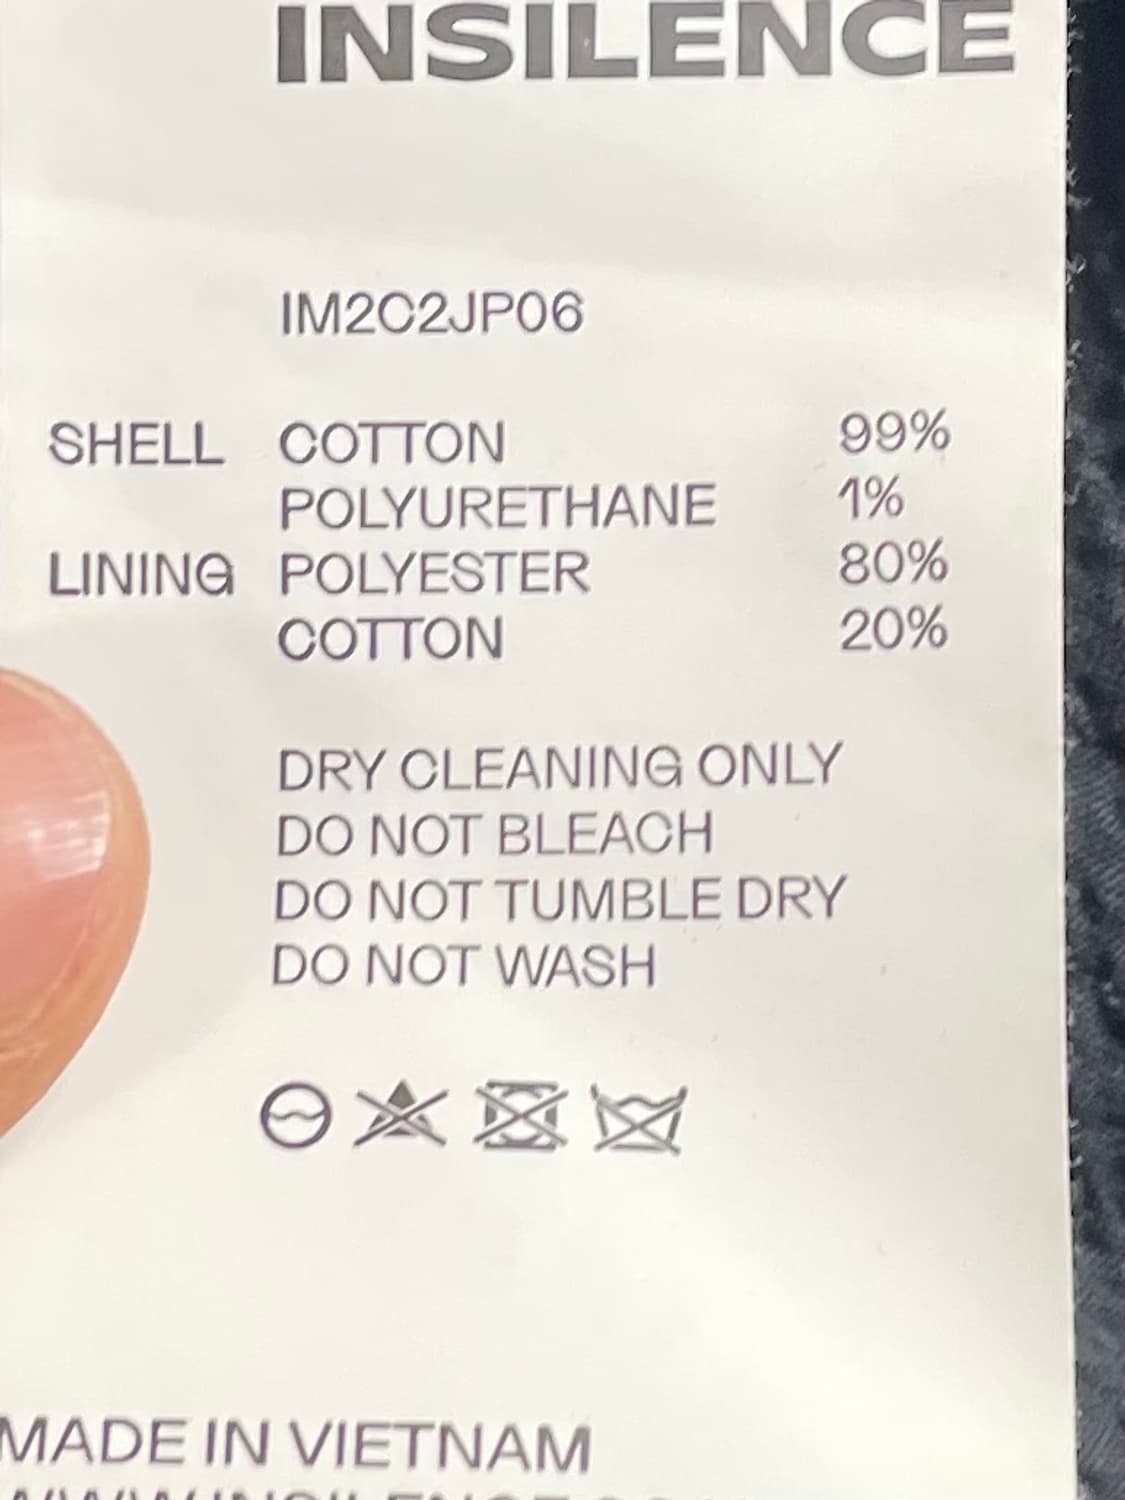 INSILENCE
IM2C2JP06
SHELL COTTON 99%
POLYURETHANE 1%
LINING POLYESTER 80%
COTTON 20%
DRY CLEANING ONLY
DO NOT BLEACH
DO NOT TUMBLE DRY
DO NOT WASH
MADE IN VIETNAM